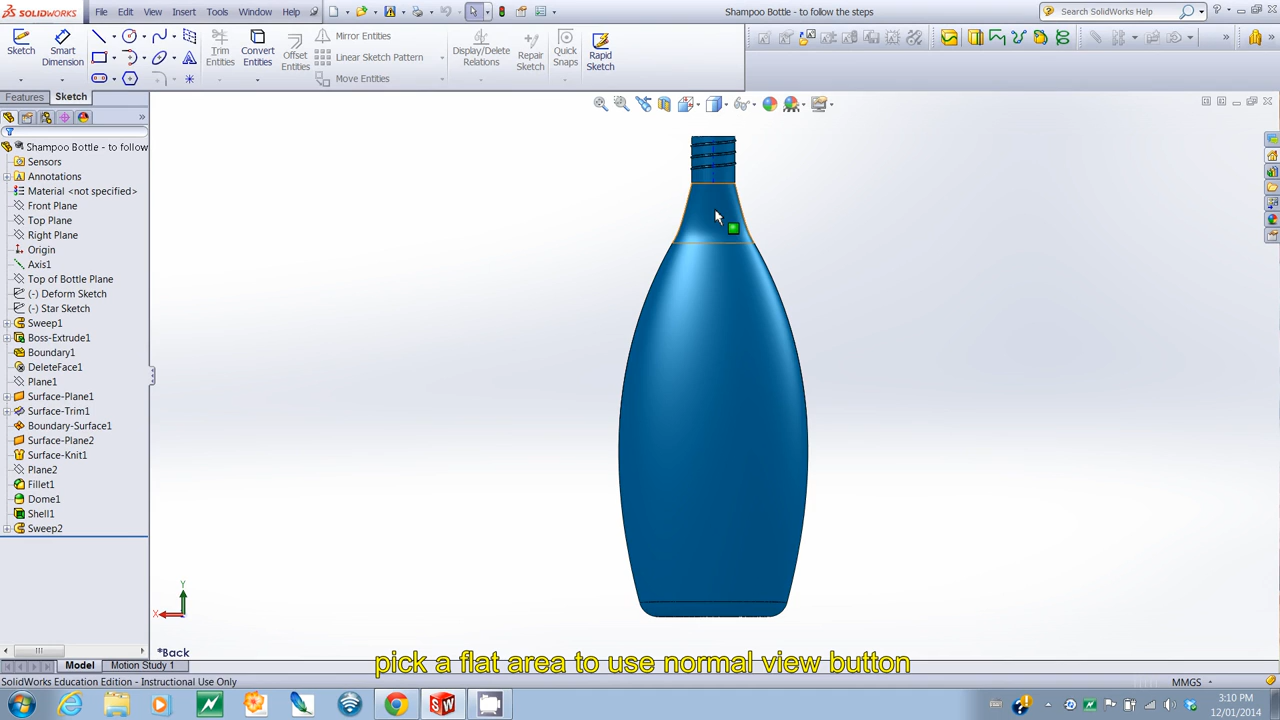 SOLIDWORKS File Edit View Insert Tools Window Help Shampoo Bottle - to follow the steps Search SolidWorks Help
Sketch Smart Dimension Trim Entities Convert Entities Offset Entities Mirror Entities Linear Sketch Pattern Move Entities Display/Delete Relations Repair Sketch Quick Snaps Rapid Sketch
Features Sketch
Shampoo Bottle - to follow
Sensors
Annotations
Material <not specified>
Front Plane
Top Plane
Right Plane
Origin
Axis1
Top of Bottle Plane
(-) Deform Sketch
(-) Star Sketch
Sweep1
Boss-Extrude1
Boundary1
DeleteFace1
Plane1
Surface-Plane1
Surface-Trim1
Boundary-Surface1
Surface-Plane2
Surface-Knit1
Plane2
Fillet1
Dome1
Shell1
Sweep2
Y
X
*Back
pick a flat area to use normal view button
Model Motion Study 1
SolidWorks Education Edition - Instructional Use Only MMGS
3:10 PM
12/01/2014